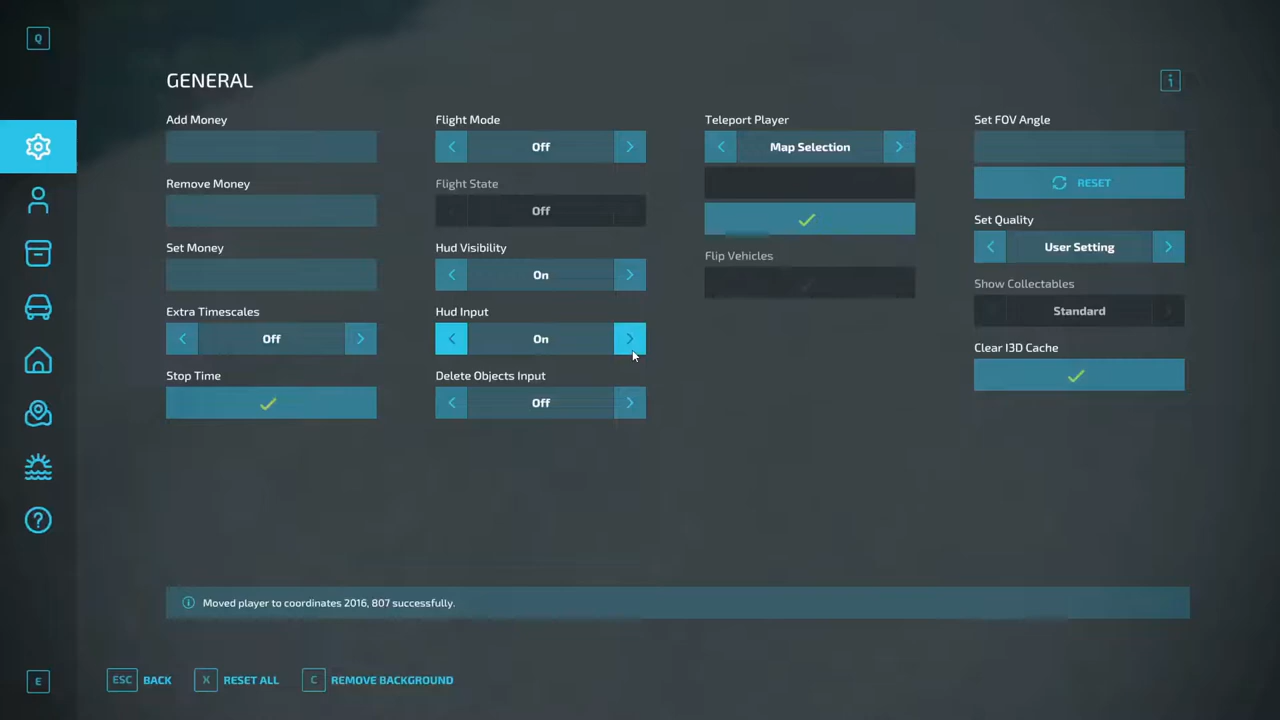 Q
GENERAL
Add Money
Remove Money
Set Money
Extra Timescales
Off
Stop Time
Flight Mode
Off
Flight State
Off
Hud Visibility
On
Hud Input
On
Delete Objects Input
Off
Teleport Player
Map Selection
Flip Vehicles
Set FOV Angle
RESET
Set Quality
User Setting
Show Collectables
Standard
Clear I3D Cache
Moved player to coordinates 2016, 807 successfully.
E
ESC BACK X RESET ALL C REMOVE BACKGROUND